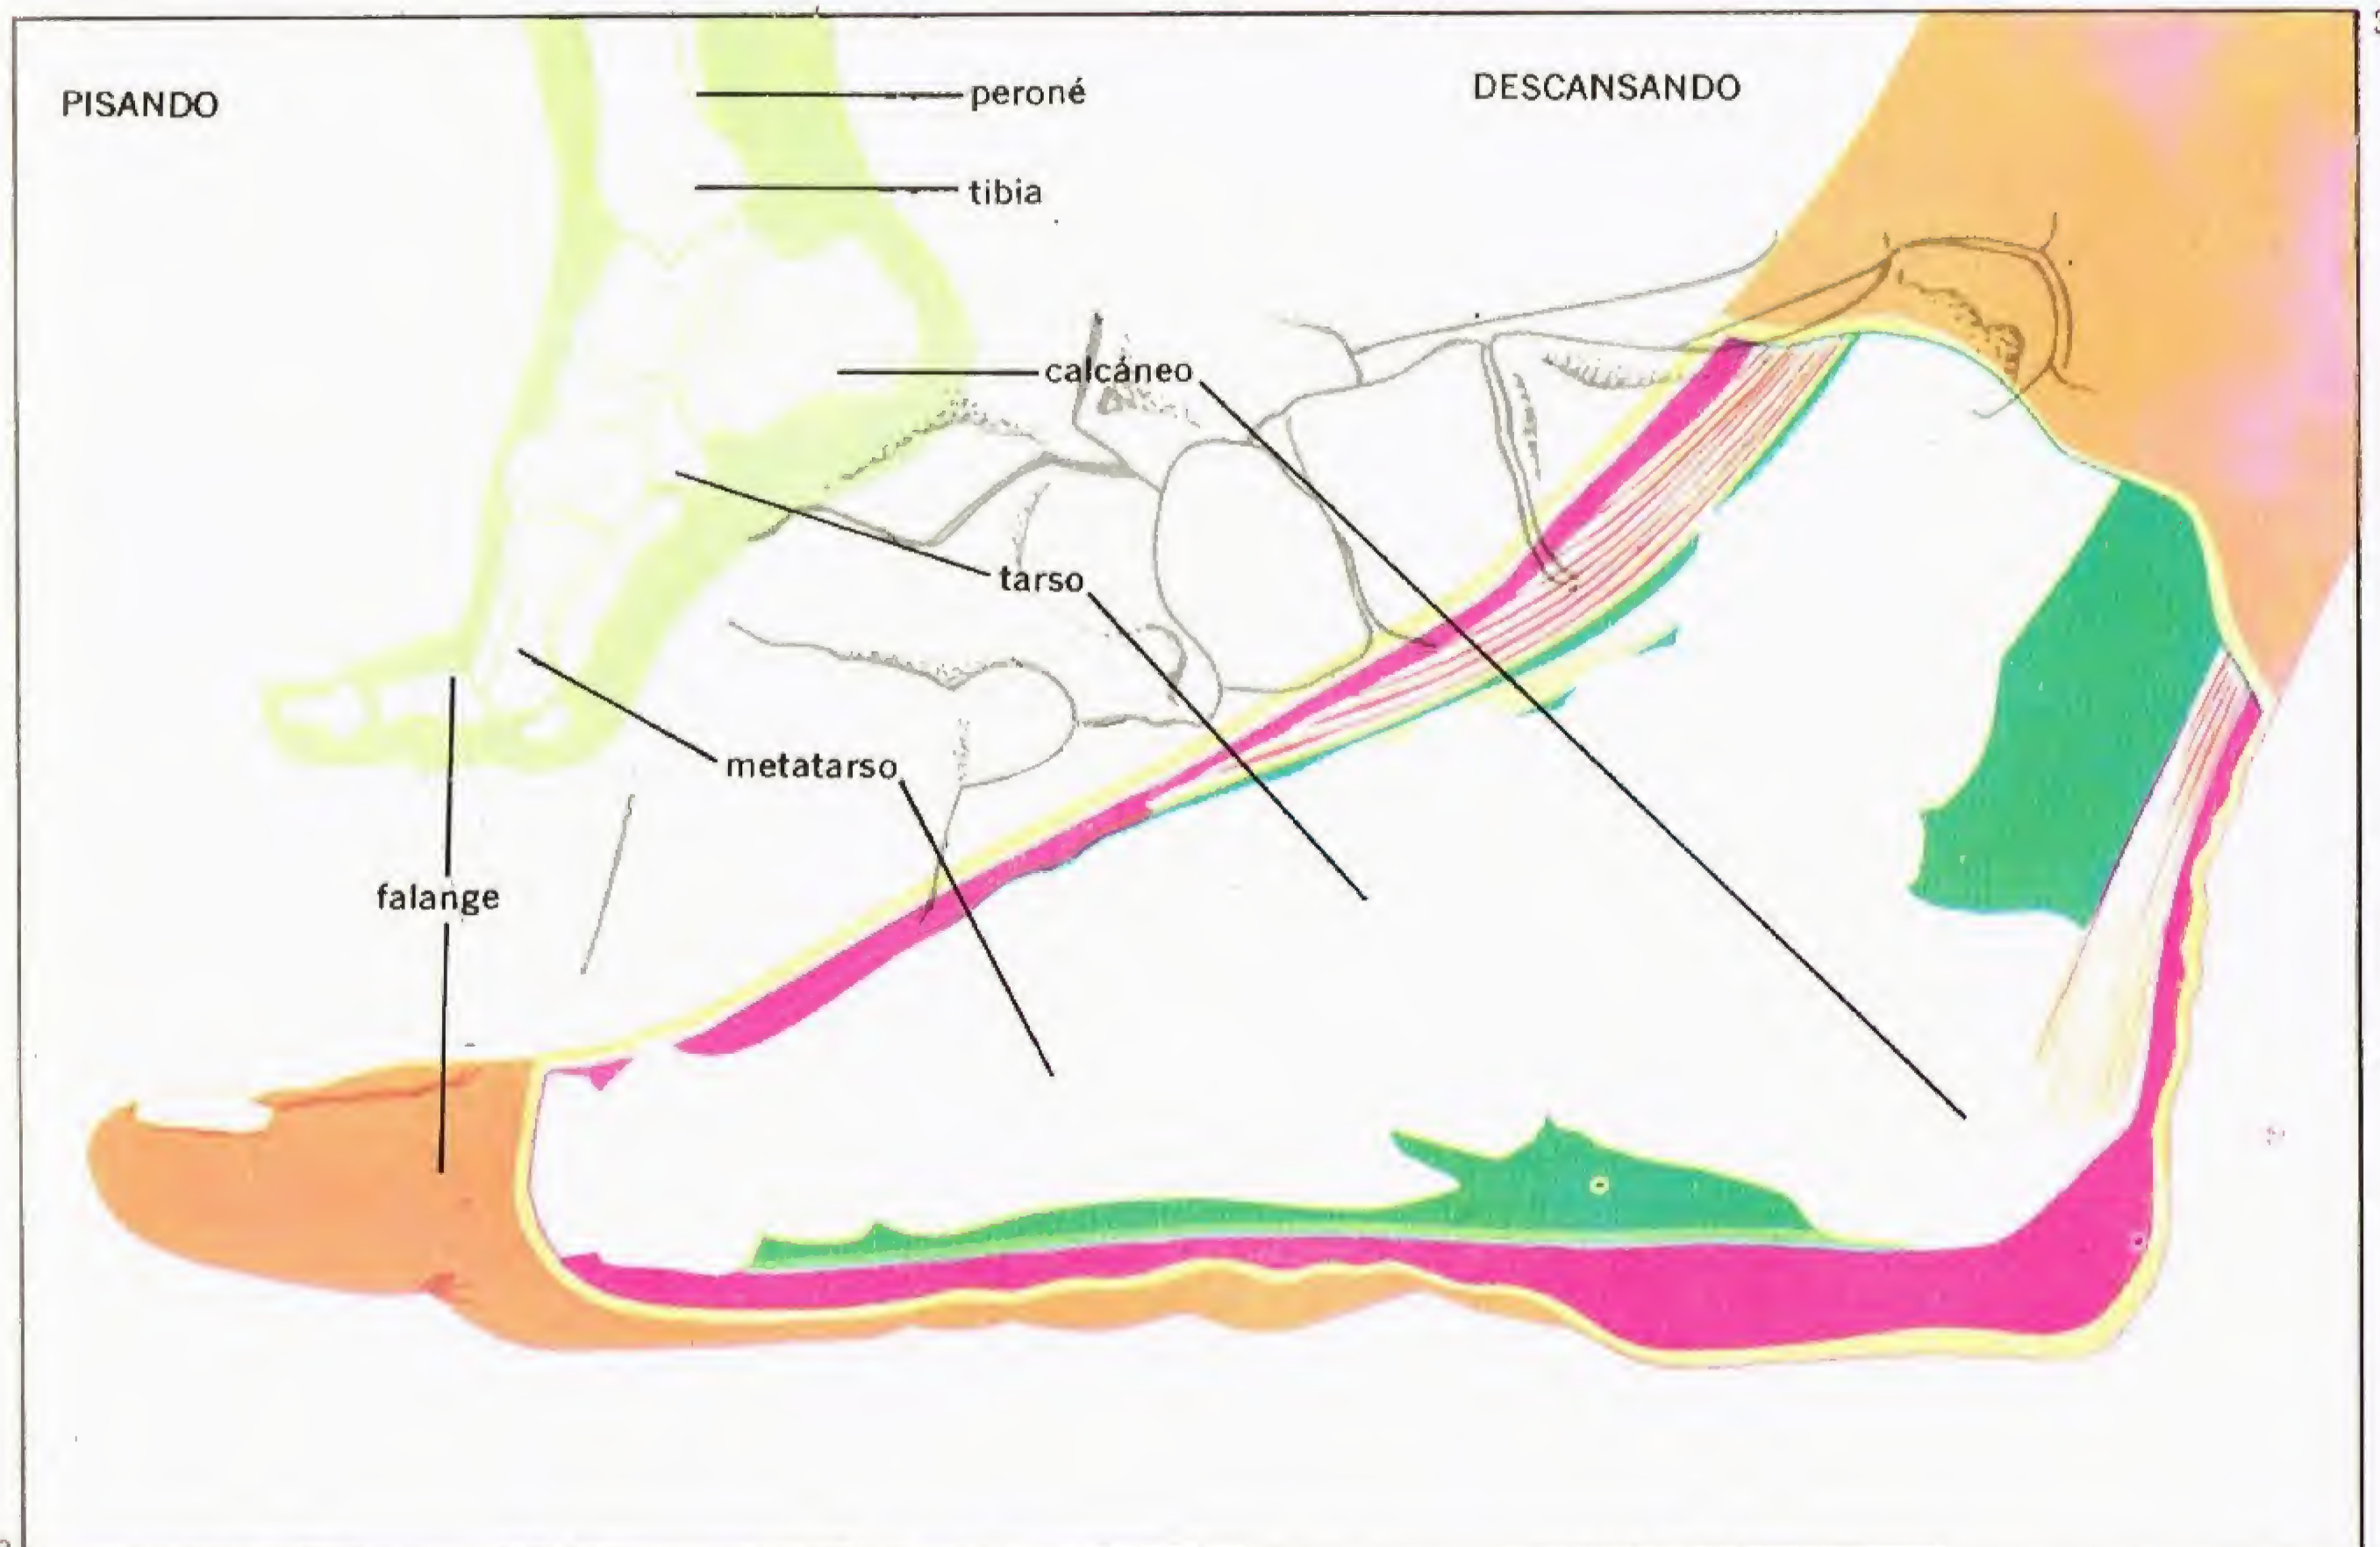 PISANDO
DESCANSANDO
peroné
tibia
calcáneo
tarso
metatarso
falange